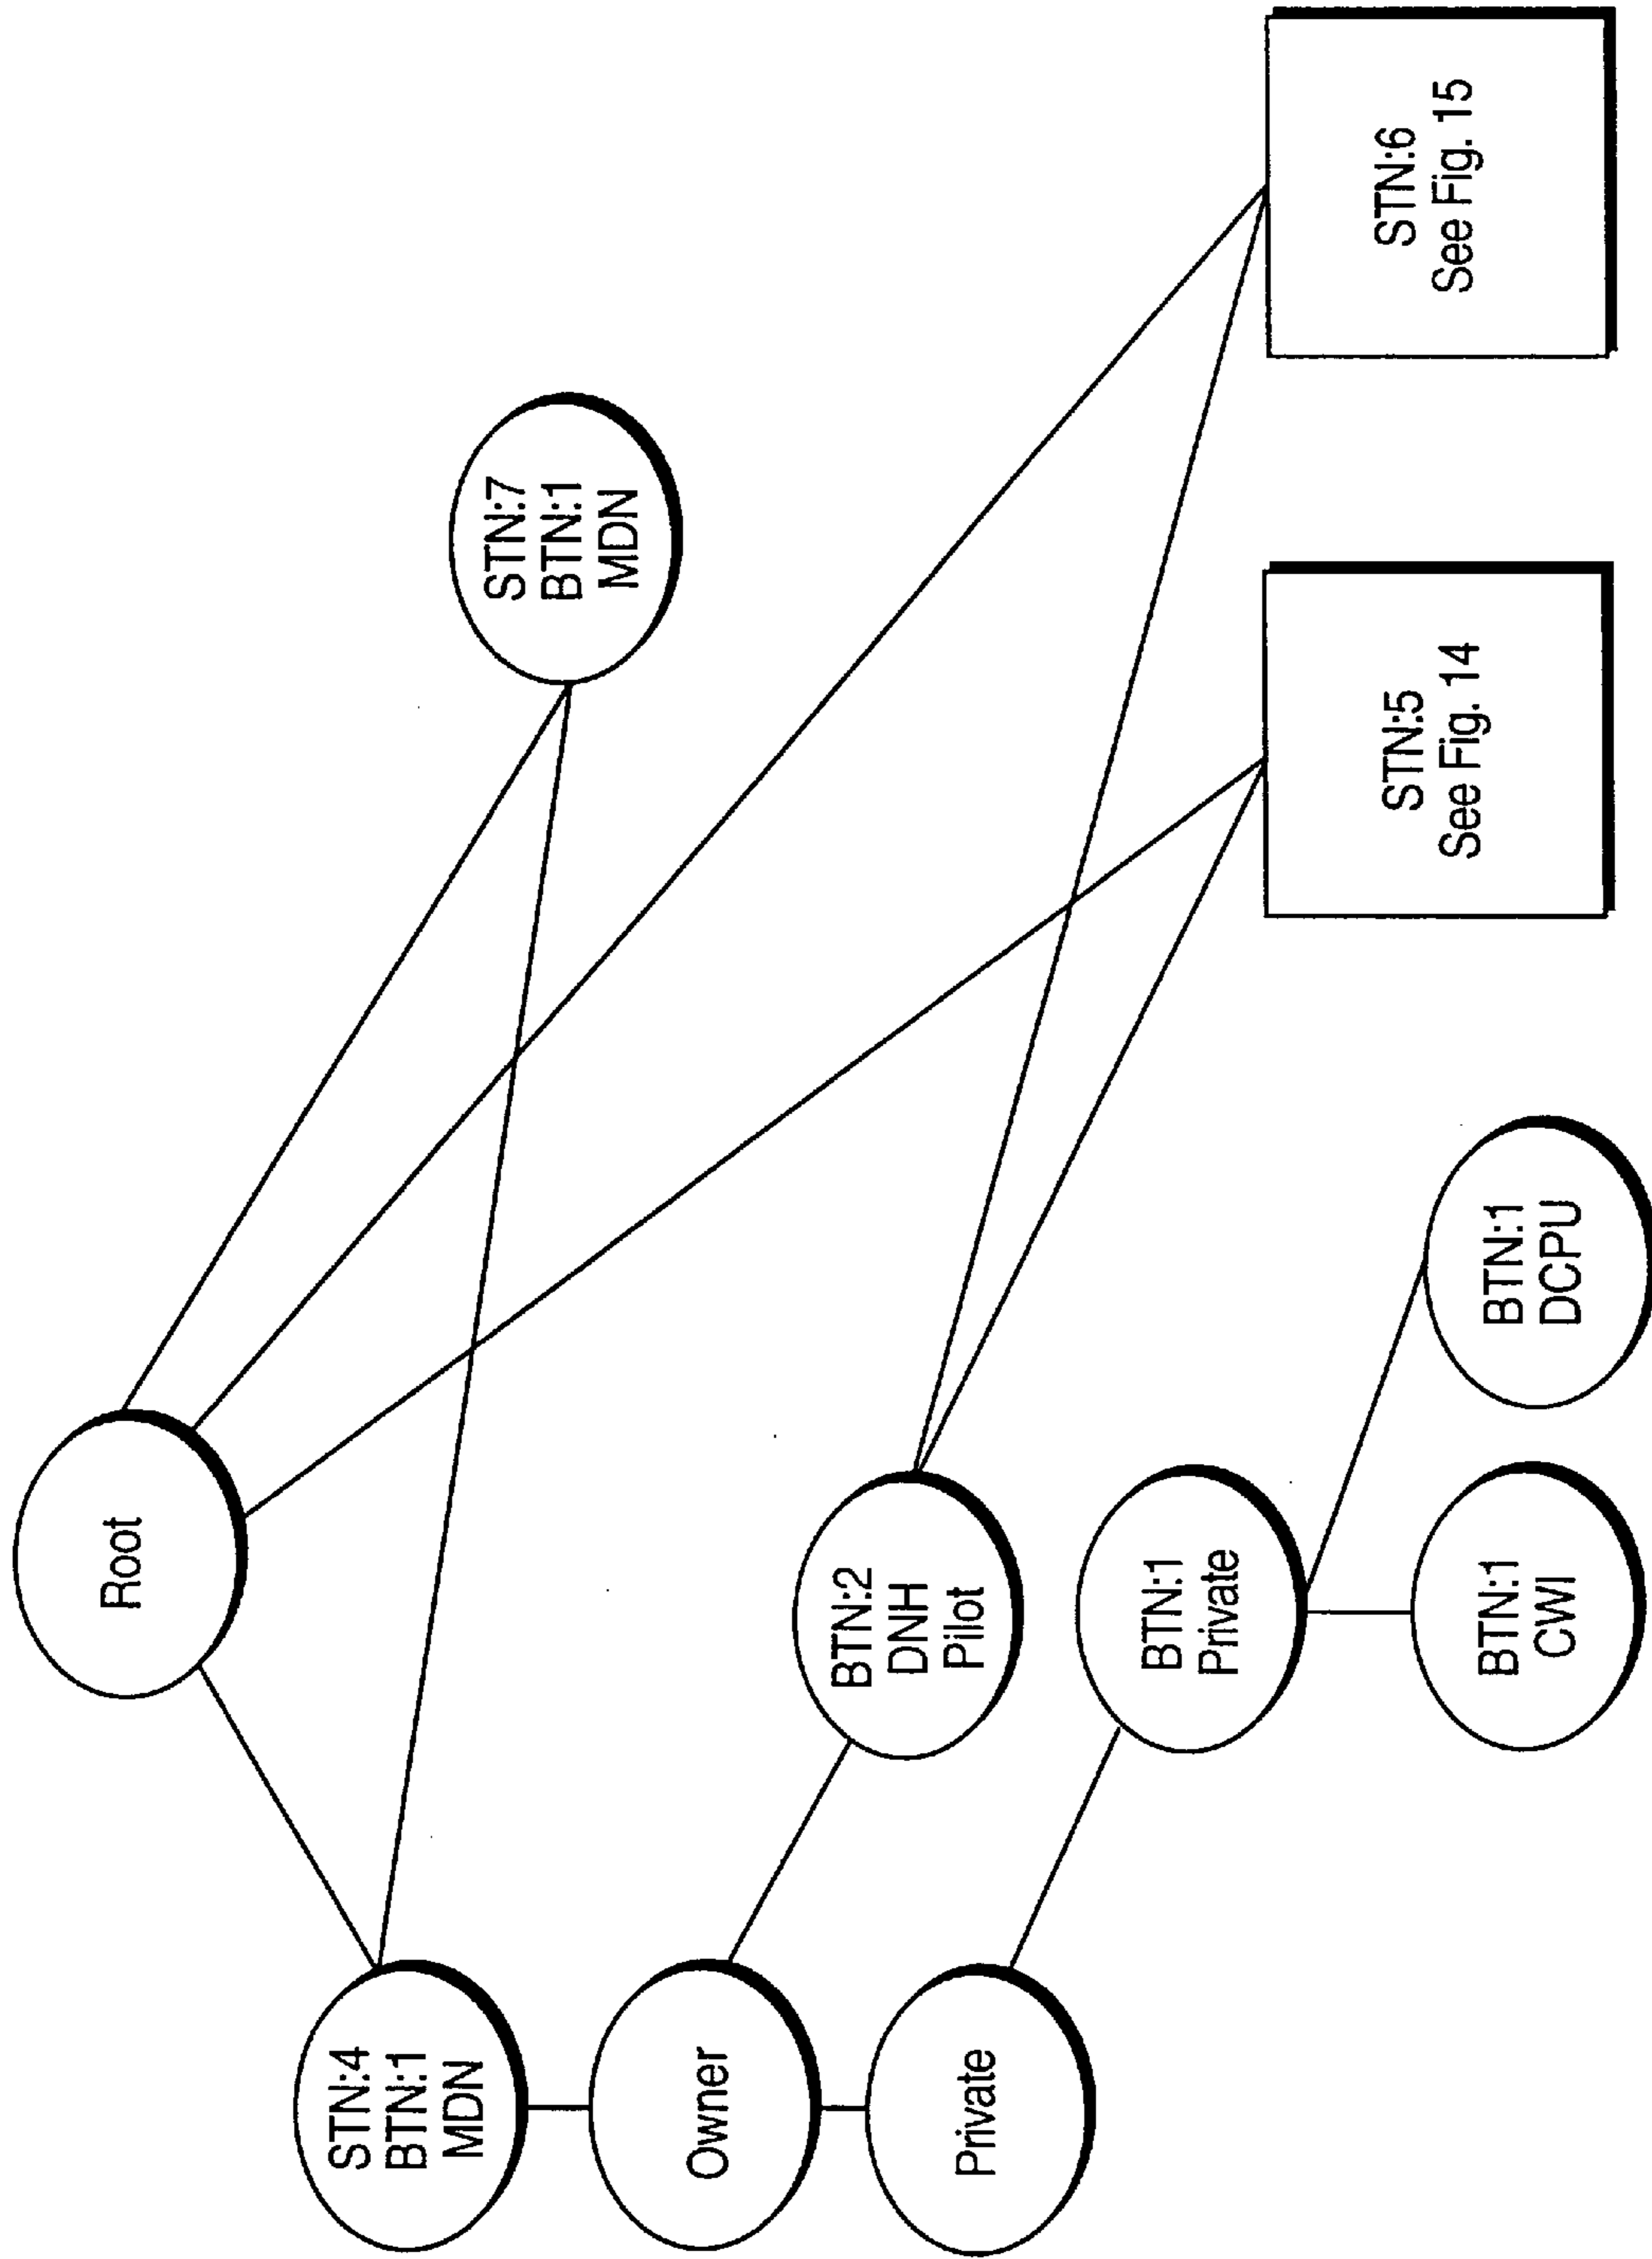 Root
STN:4
BTN:1
MDN
STN:7
BTN:1
MDN
Owner
BTN:2
DNH
Pilot
Private
BTN:1
Private
STN:5
See Fig. 14
STN:6
See Fig. 15
BTN:1
CWI
BTN:1
DCPU